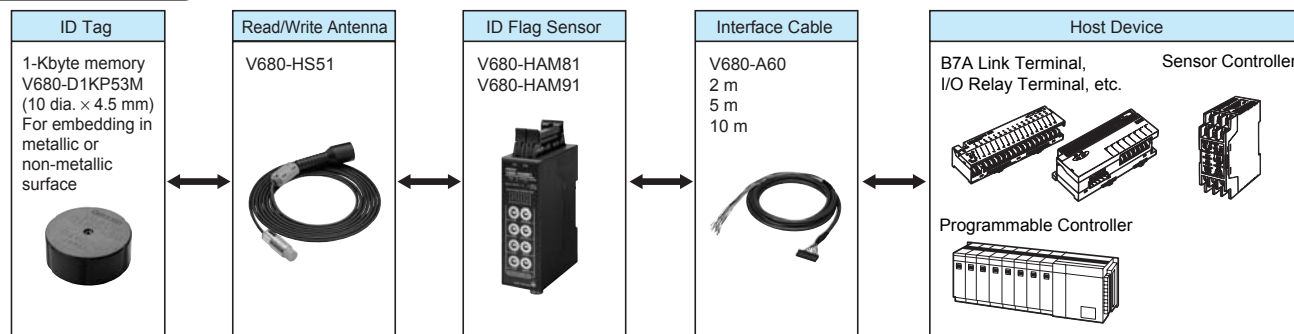 ID Tag
1-Kbyte memory
V680-D1KP53M
(10 dia. × 4.5 mm)
For embedding in
metallic or
non-metallic
surface
Read/Write Antenna
V680-HS51
ID Flag Sensor
V680-HAM81
V680-HAM91
Interface Cable
V680-A60
2 m
5 m
10 m
Host Device
B7A Link Terminal,
I/O Relay Terminal, etc.
Sensor Controller
Programmable Controller